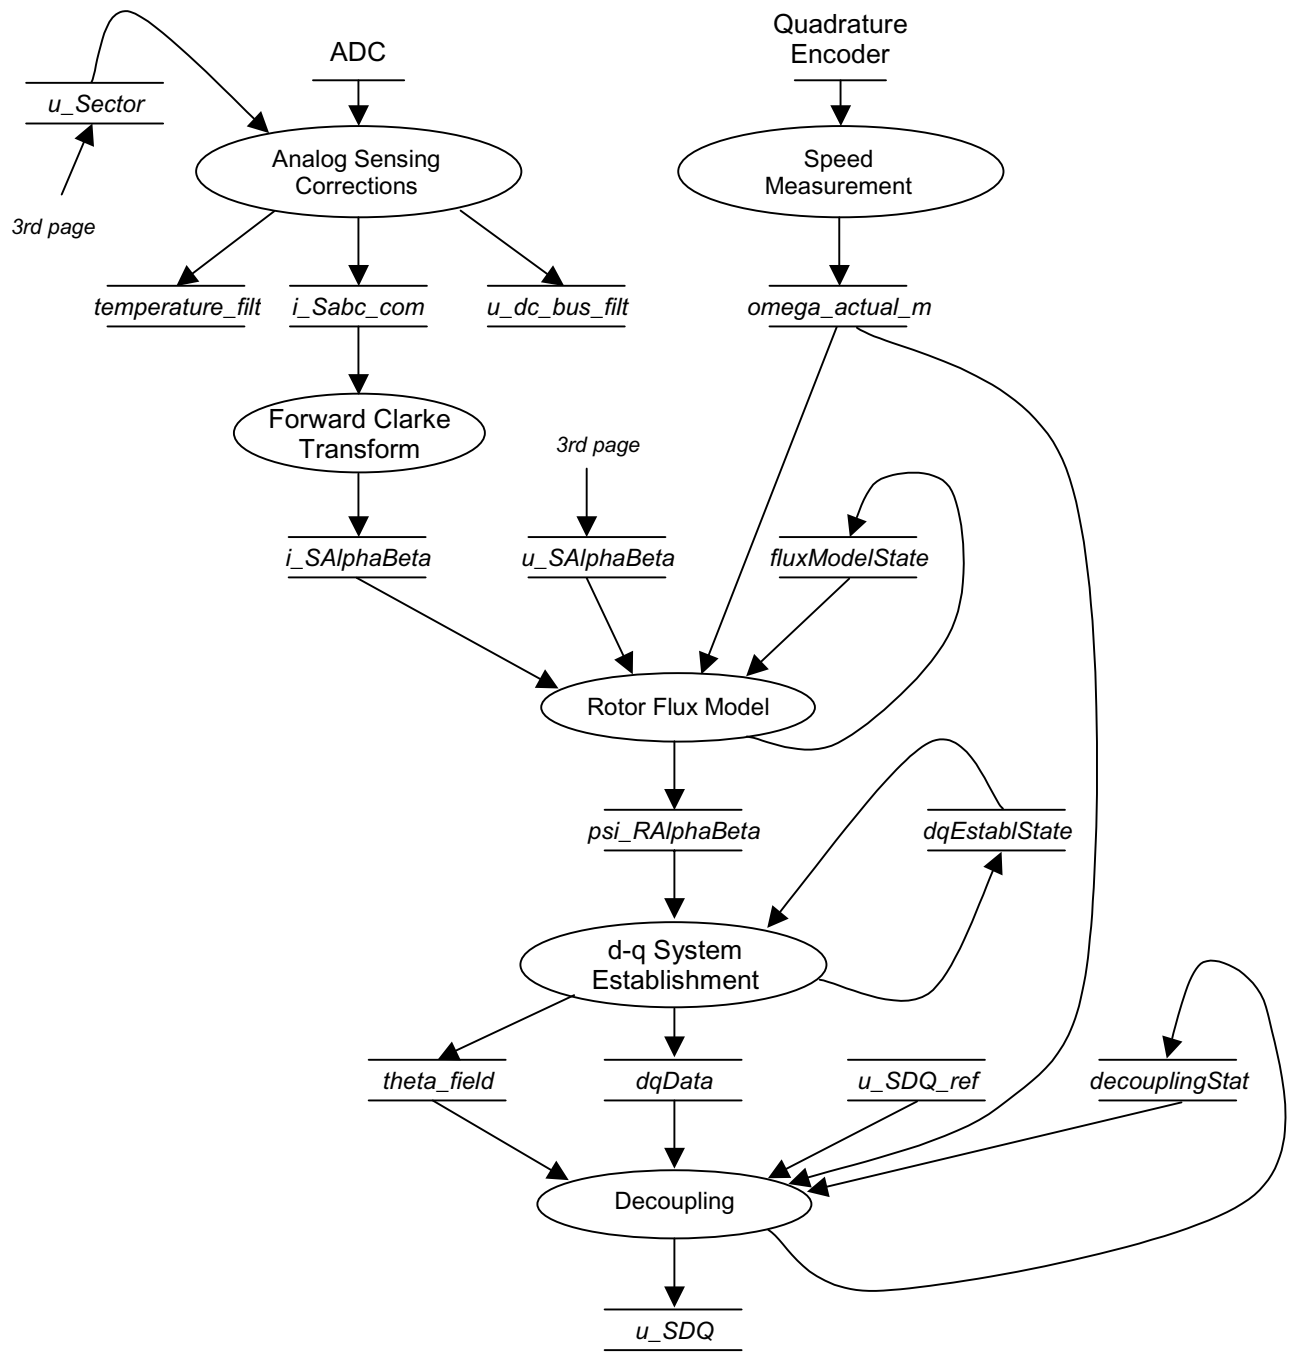 Quadrature
Encoder
ADC
u_Sector
Analog Sensing
Corrections
Speed
Measurement
3rd page
temperature_filt
i_Sabc_com
u_dc_bus_filt
omega_actual_m
Forward Clarke
Transform
3rd page
i_SAlphaBeta
u_SAlphaBeta
fluxModelState
Rotor Flux Model
psi_RAlphaBeta
dqEstablState
d-q System
Establishment
theta_field
dqData
u_SDQ_ref
decouplingStat
Decoupling
u_SDQ